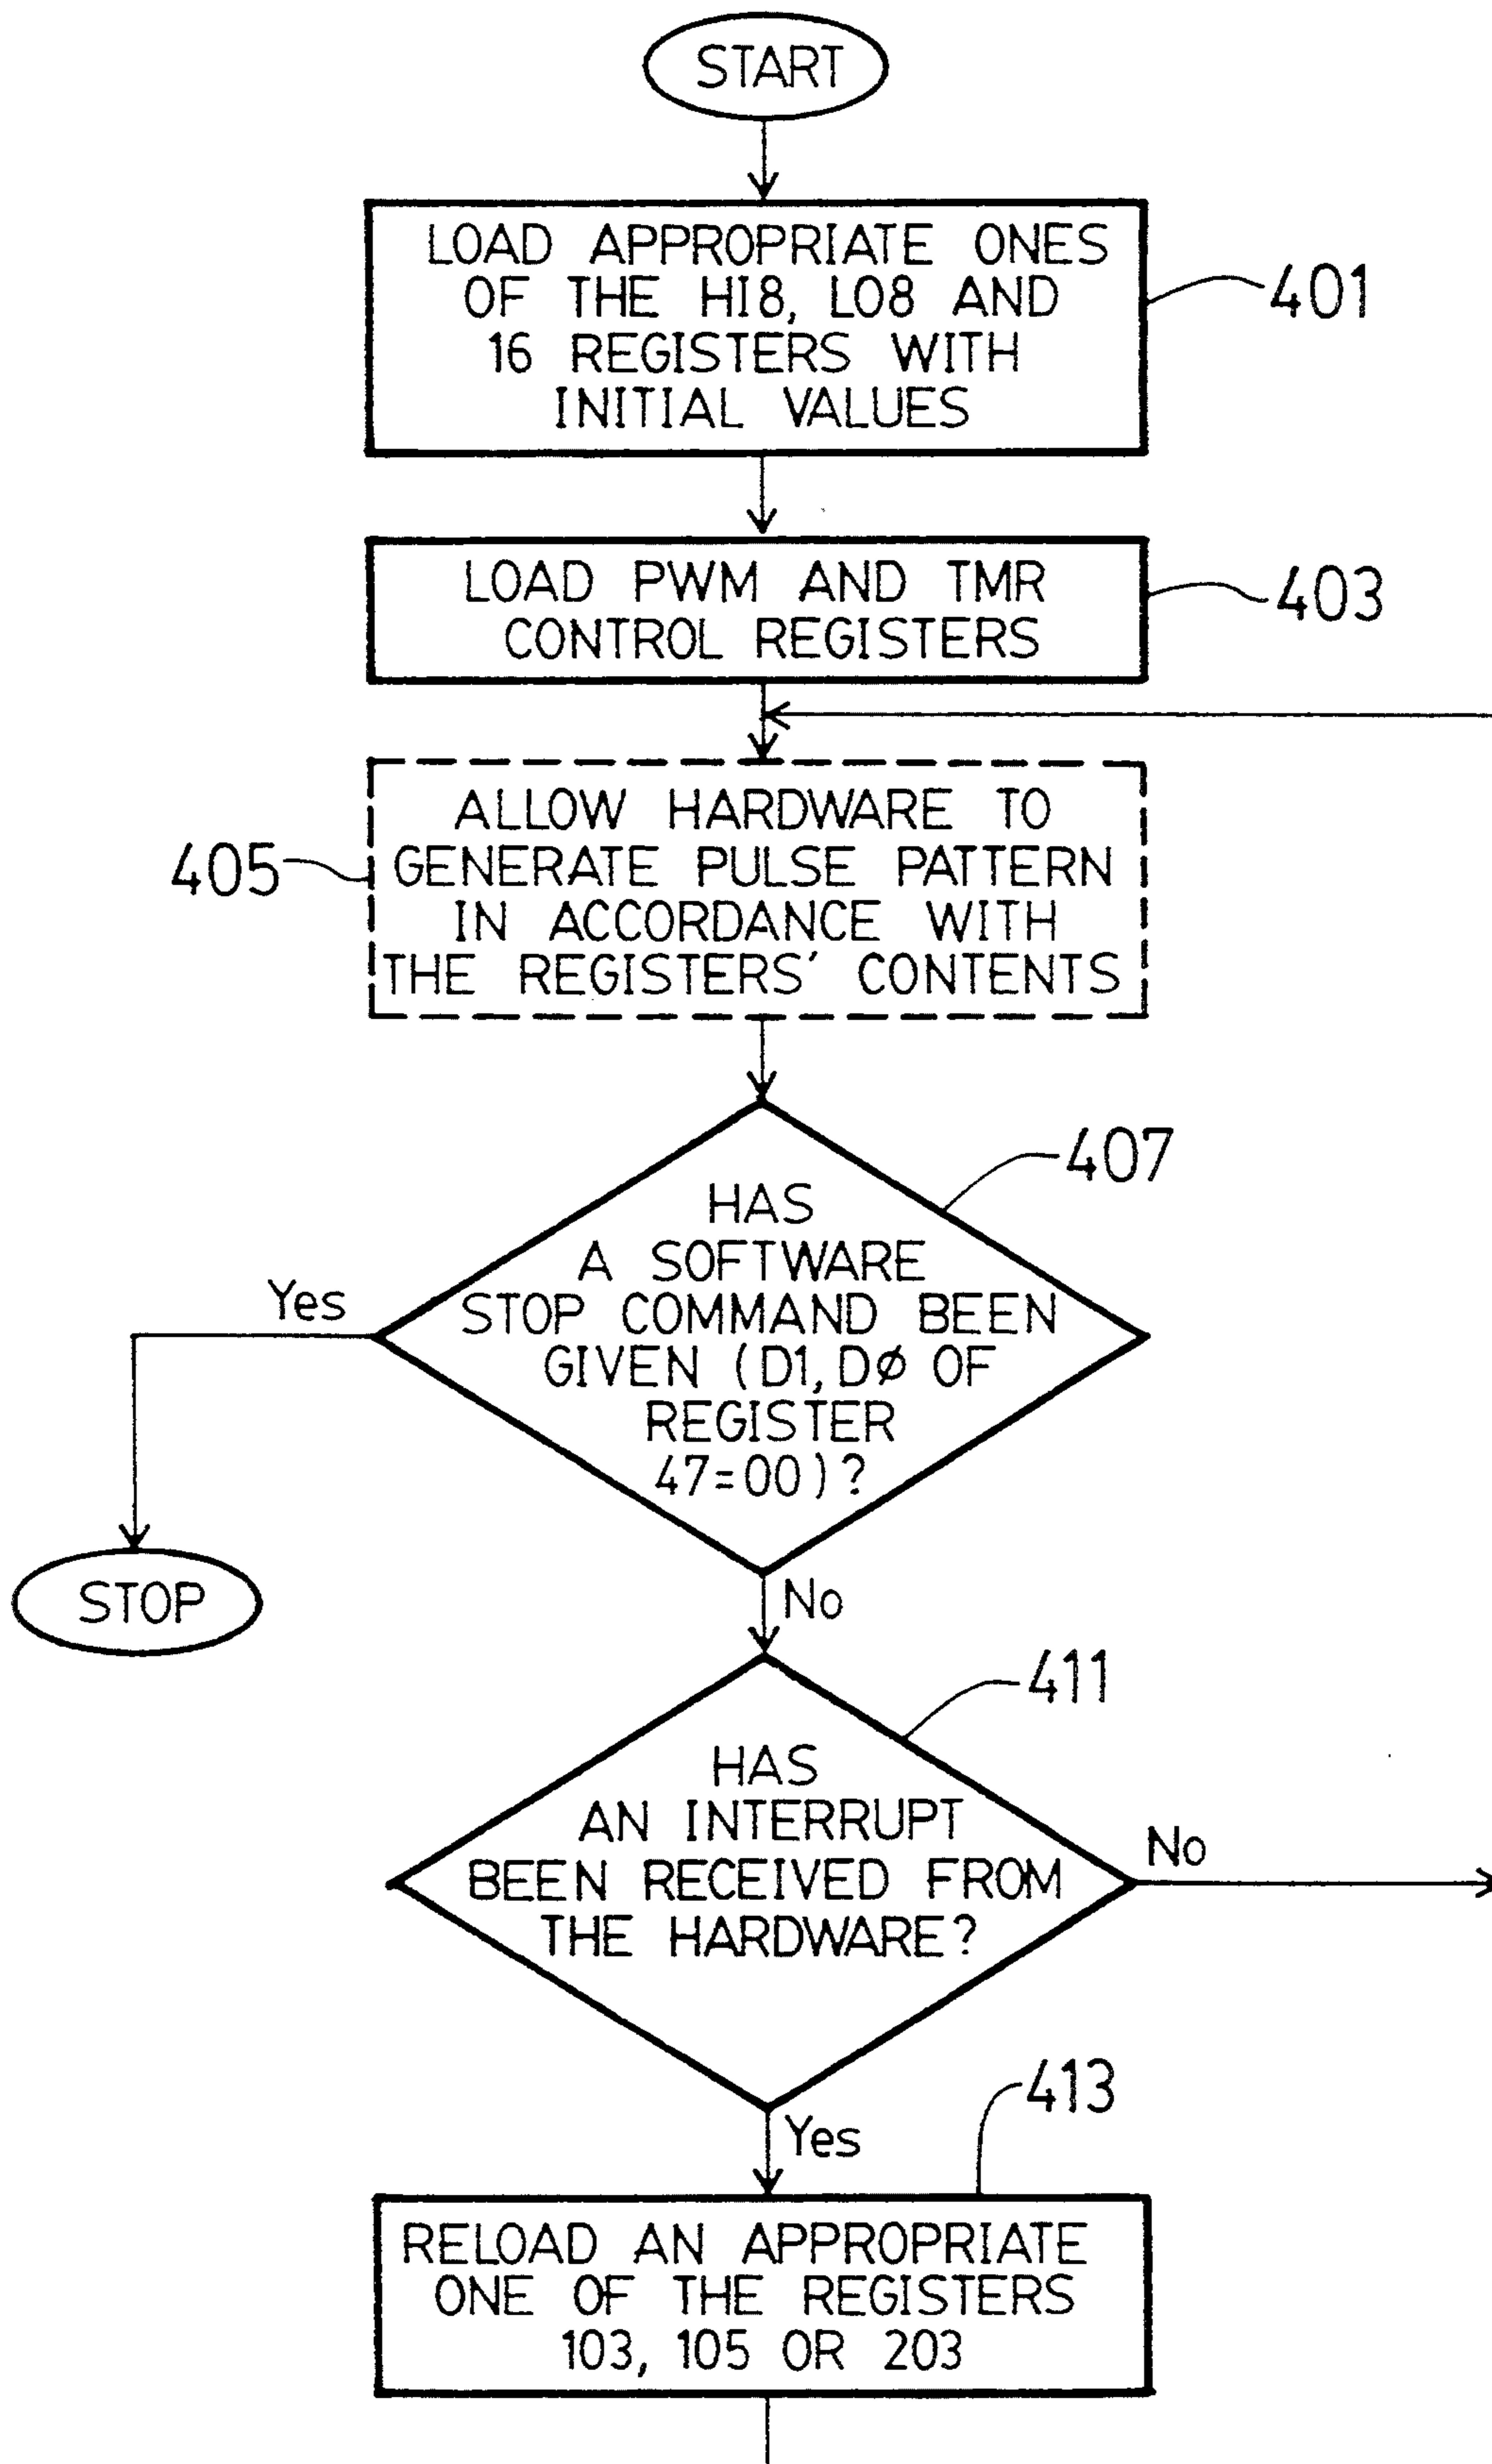 START
LOAD APPROPRIATE ONES
OF THE HI8, LO8 AND
16 REGISTERS WITH
INITIAL VALUES
401
LOAD PWM AND TMR
CONTROL REGISTERS
403
ALLOW HARDWARE TO
GENERATE PULSE PATTERN
IN ACCORDANCE WITH
THE REGISTERS' CONTENTS
405
407
HAS
A SOFTWARE
STOP COMMAND BEEN
GIVEN (D1, DØ OF
REGISTER
47=00)?
Yes
STOP
No
411
HAS
AN INTERRUPT
BEEN RECEIVED FROM
THE HARDWARE?
No
Yes
413
RELOAD AN APPROPRIATE
ONE OF THE REGISTERS
103, 105 OR 203